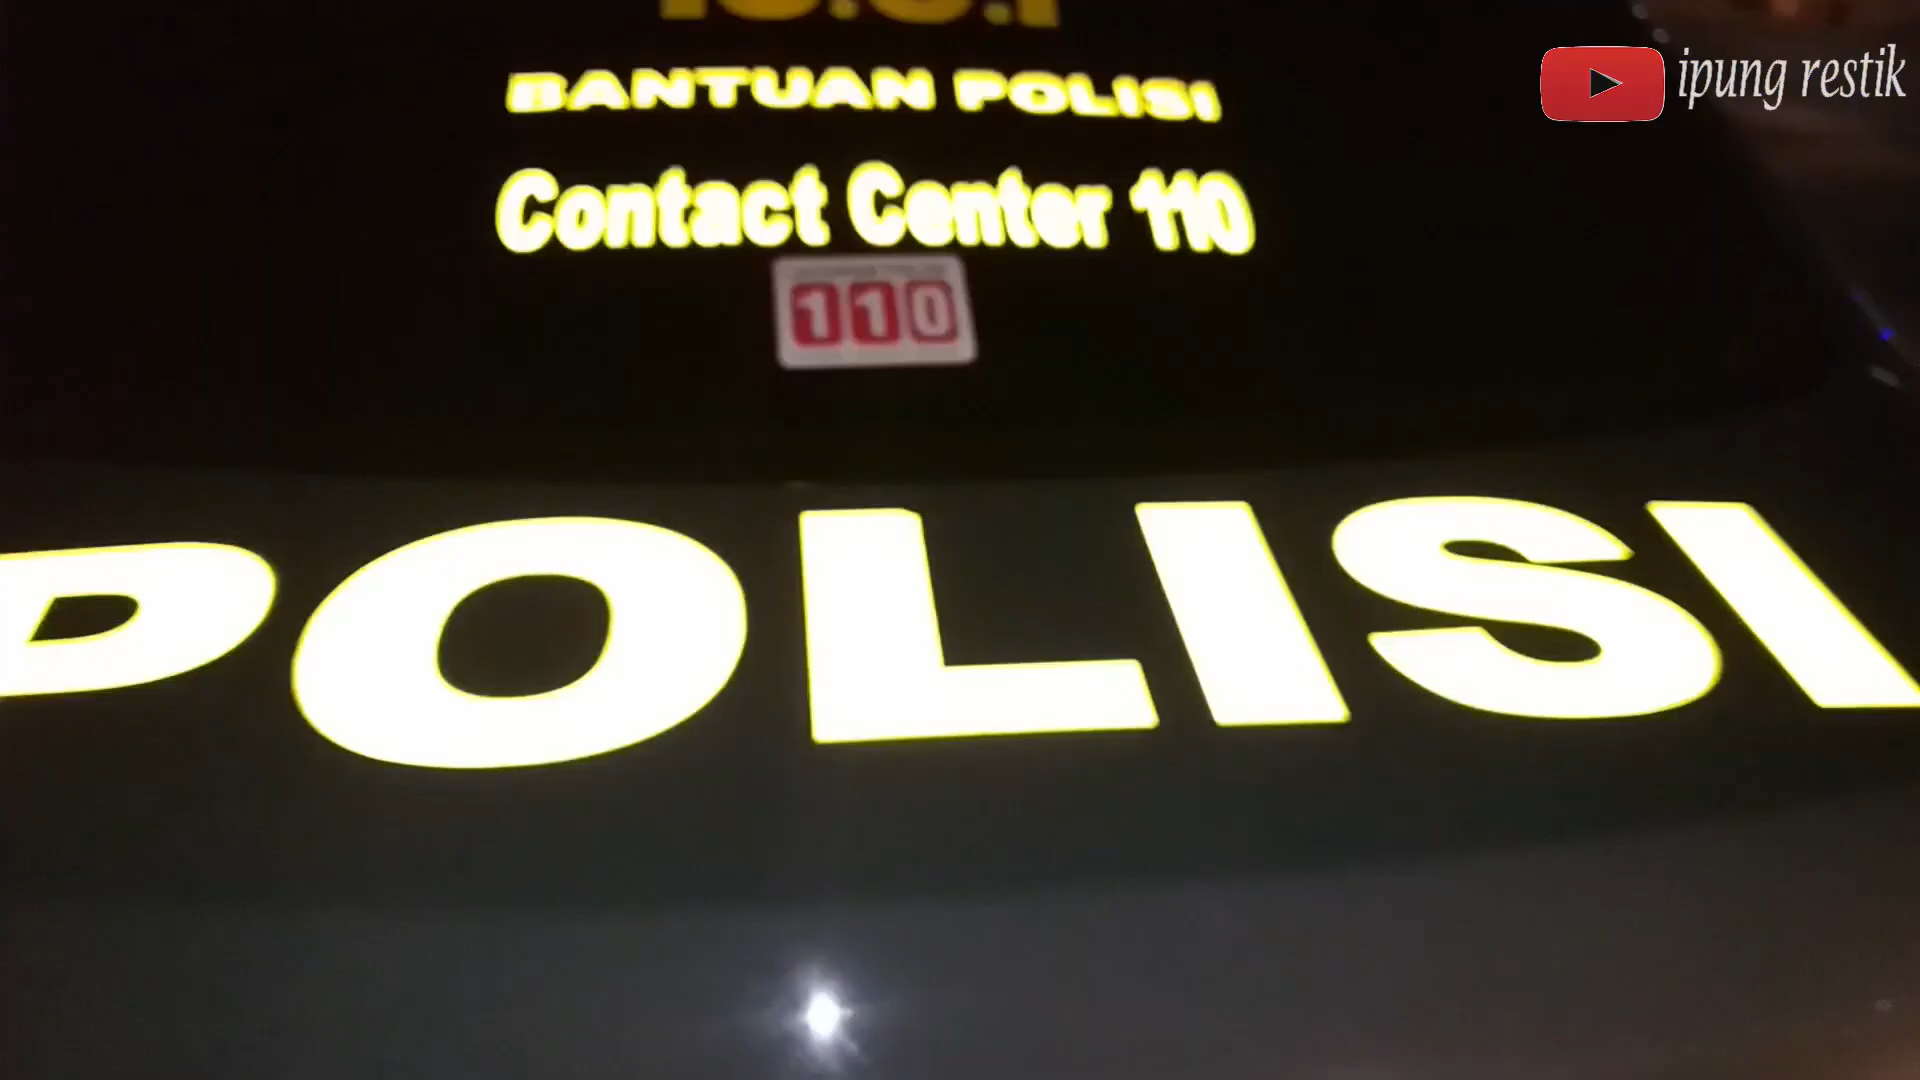 ipung restik
BANTUAN POLISI
Contact Center 110
110
POLISI